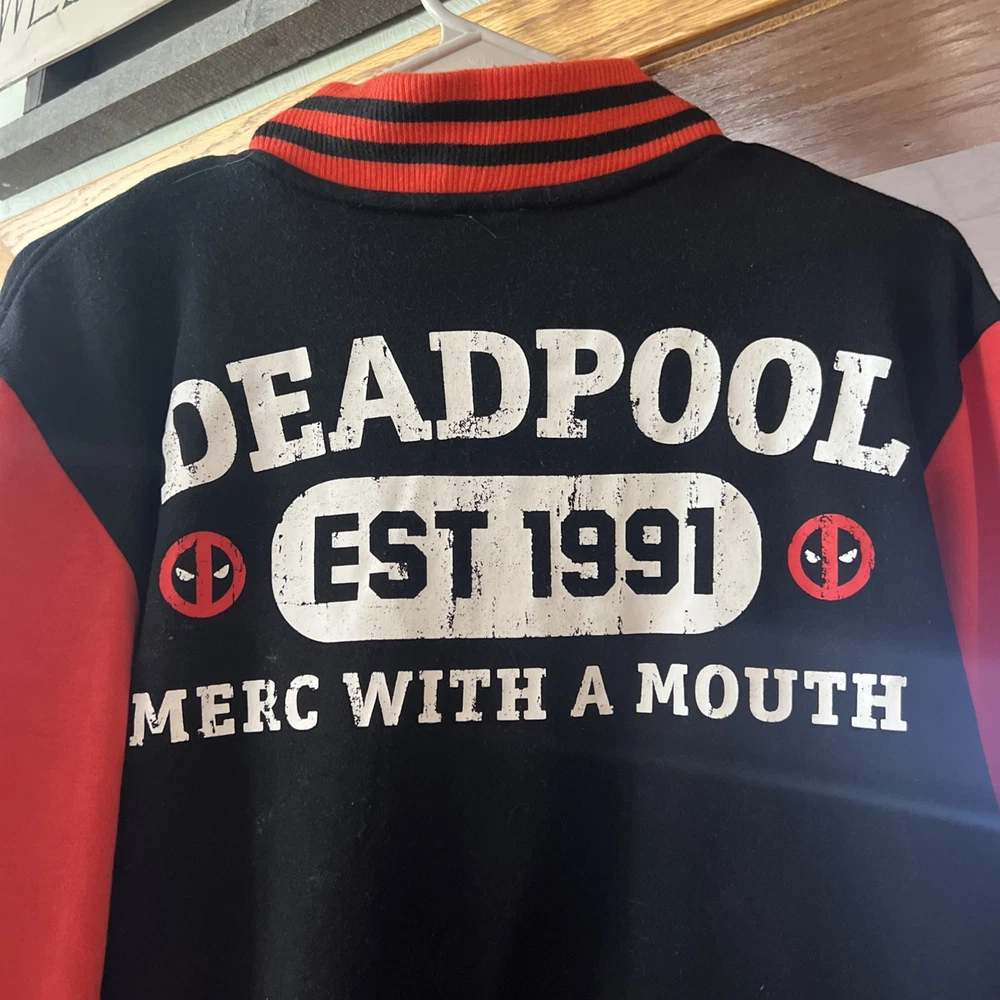 DEADPOOL
EST 1991
MERC WITH A MOUTH